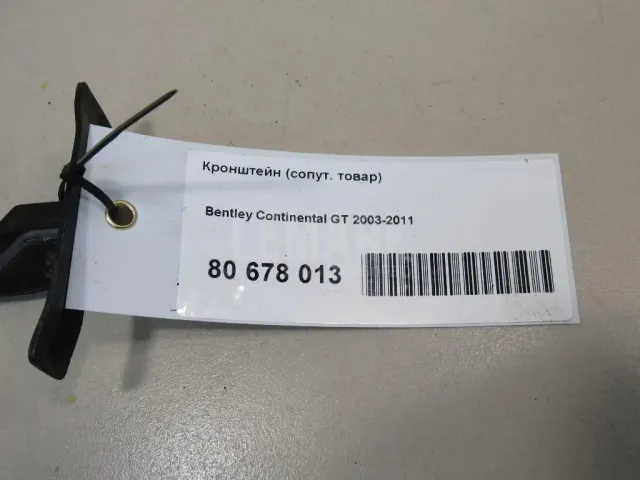 Кронштейн (сопут. товар)
Bentley Continental GT 2003-2011
80 678 013